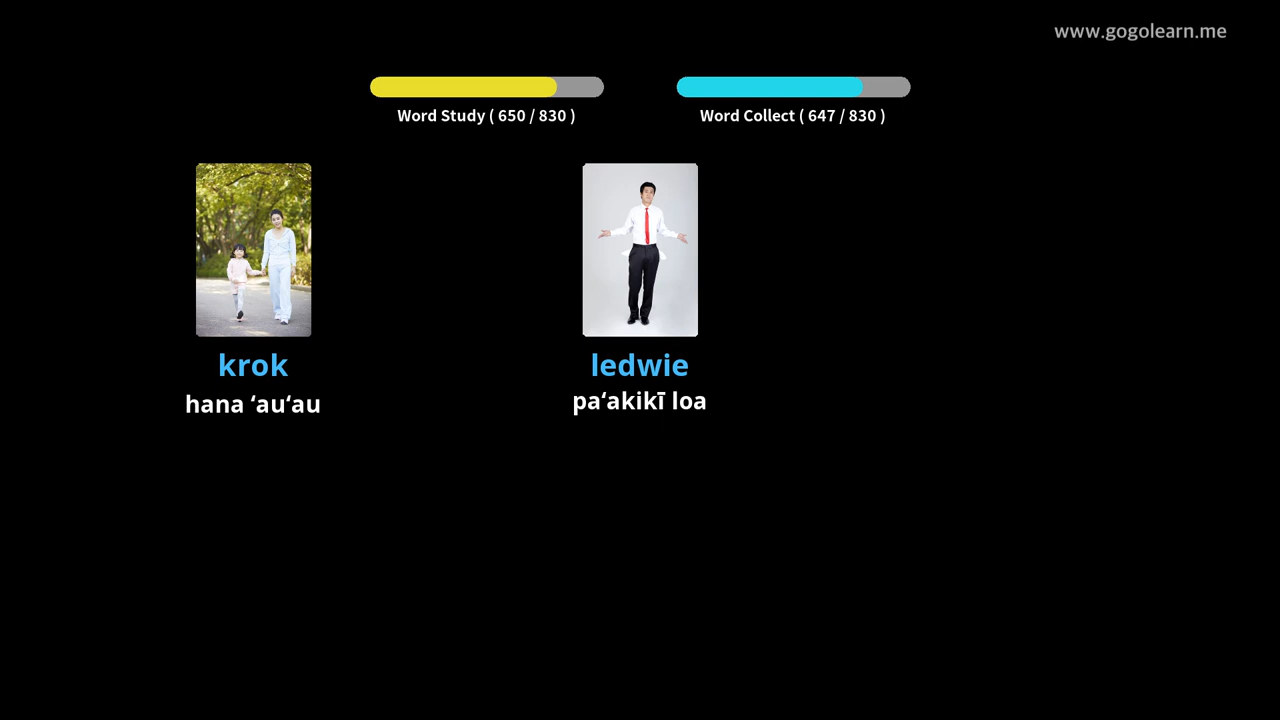 www.gogolearn.me
Word Study ( 650 / 830 )
Word Collect ( 647 / 830 )
krok
hana ʻauʻau
ledwie
paʻakikī loa